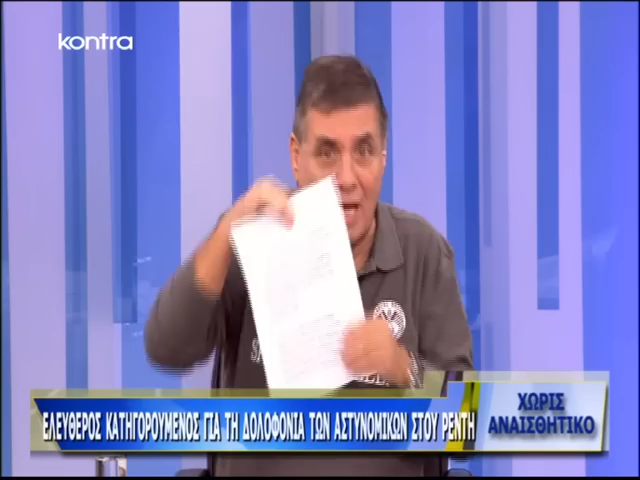 kontra
ΕΛΕΥΘΕΡΟΣ ΚΑΤΗΓΟΡΟΥΜΕΝΟΣ ΓΙΑ ΤΗ ΔΟΛΟΦΟΝΙΑ ΤΩΝ ΑΣΤΥΝΟΜΙΚΩΝ ΣΤΟΥ ΡΕΝΤΗ
ΧΩΡΙΣ
ΑΝΑΙΣΘΗΤΙΚΟ